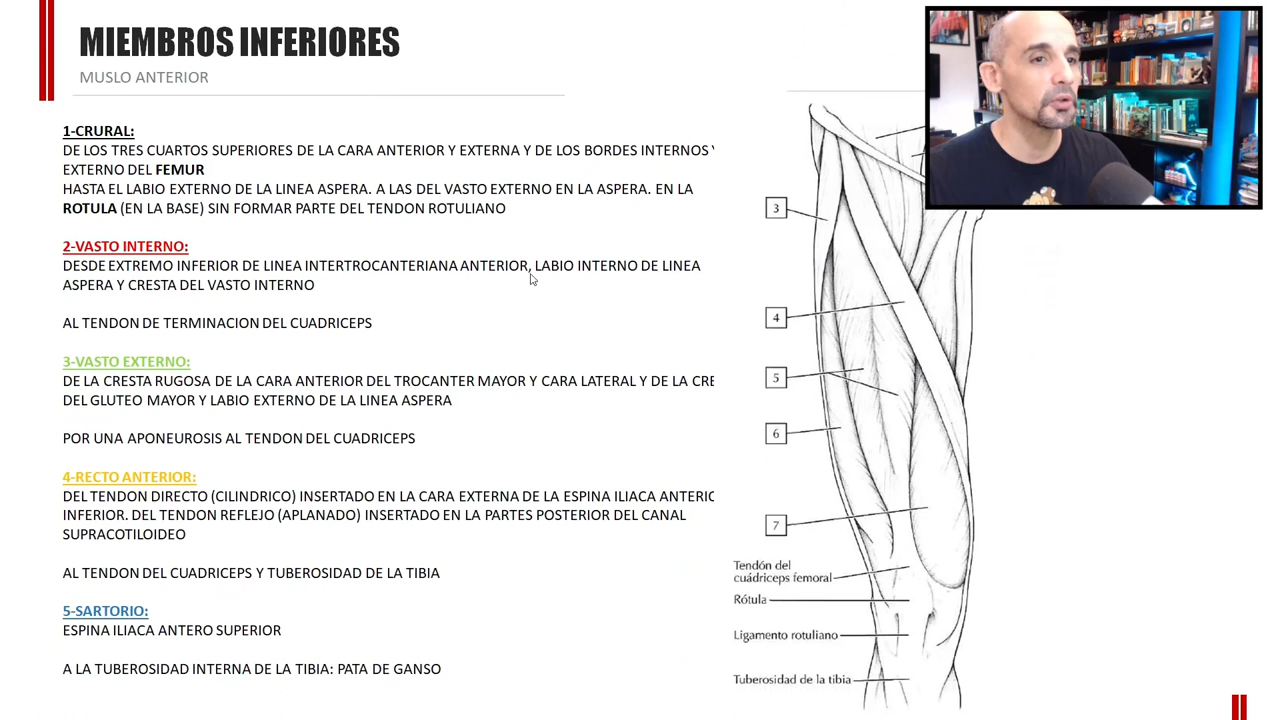 MIEMBROS INFERIORES
MUSLO ANTERIOR
1-CRURAL:
DE LOS TRES CUARTOS SUPERIORES DE LA CARA ANTERIOR Y EXTERNA Y DE LOS BORDES INTERNOS
EXTERNO DEL FEMUR
HASTA EL LABIO EXTERNO DE LA LINEA ASPERA. A LAS DEL VASTO EXTERNO EN LA ASPERA. EN LA
ROTULA (EN LA BASE) SIN FORMAR PARTE DEL TENDON ROTULIANO
2-VASTO INTERNO:
DESDE EXTREMO INFERIOR DE LINEA INTERTROCANTERIANA ANTERIOR, LABIO INTERNO DE LINEA
ASPERA Y CRESTA DEL VASTO INTERNO
AL TENDON DE TERMINACION DEL CUADRICEPS
3-VASTO EXTERNO:
DE LA CRESTA RUGOSA DE LA CARA ANTERIOR DEL TROCANTER MAYOR Y CARA LATERAL Y DE LA CRE
DEL GLUTEO MAYOR Y LABIO EXTERNO DE LA LINEA ASPERA
POR UNA APONEUROSIS AL TENDON DEL CUADRICEPS
4-RECTO ANTERIOR:
DEL TENDON DIRECTO (CILINDRICO) INSERTADO EN LA CARA EXTERNA DE LA ESPINA ILIACA ANTERIO
INFERIOR. DEL TENDON REFLEJO (APLANADO) INSERTADO EN LA PARTES POSTERIOR DEL CANAL
SUPRACOTILOIDEO
AL TENDON DEL CUADRICEPS Y TUBEROSIDAD DE LA TIBIA
5-SARTORIO:
ESPINA ILIACA ANTERO SUPERIOR
A LA TUBEROSIDAD INTERNA DE LA TIBIA: PATA DE GANSO
3
4
5
6
7
Tendón del
cuádriceps femoral
Rótula
Ligamento rotuliano
Tuberosidad de la tibia